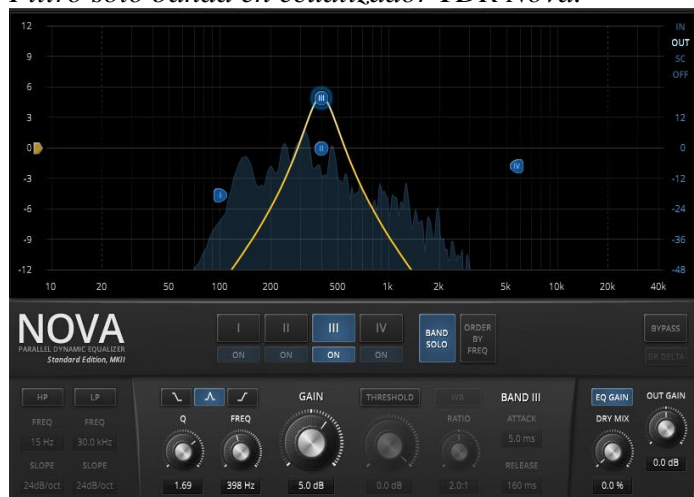 Filtro solo banda en ecualizador TDR Nova.
12 IN
9 OUT
6 SC
OFF
3 12
0 III II IV 0
-3 -12
-6 I -24
-9 -36
-12 -48
10 20 50 100 200 500 1k 2k 5k 10k 20k 40k
NOVA
PARALLEL DYNAMIC EQUALIZER
Standard Edition, MKII
I II III IV
ON ON ON ON
BAND SOLO
ORDER BY FREQ
BYPASS
GR DELTA
HP LP
FREQ FREQ
15 Hz 30.0 kHz
SLOPE SLOPE
24dB/oct 24dB/oct
Q FREQ GAIN
1.69 398 Hz 5.0 dB
THRESHOLD
0.0 dB
RATIO
2.0:1
BAND III
ATTACK
5.0 ms
RELEASE
160 ms
EQ GAIN
DRY MIX
0.0 %
OUT GAIN
0.0 dB